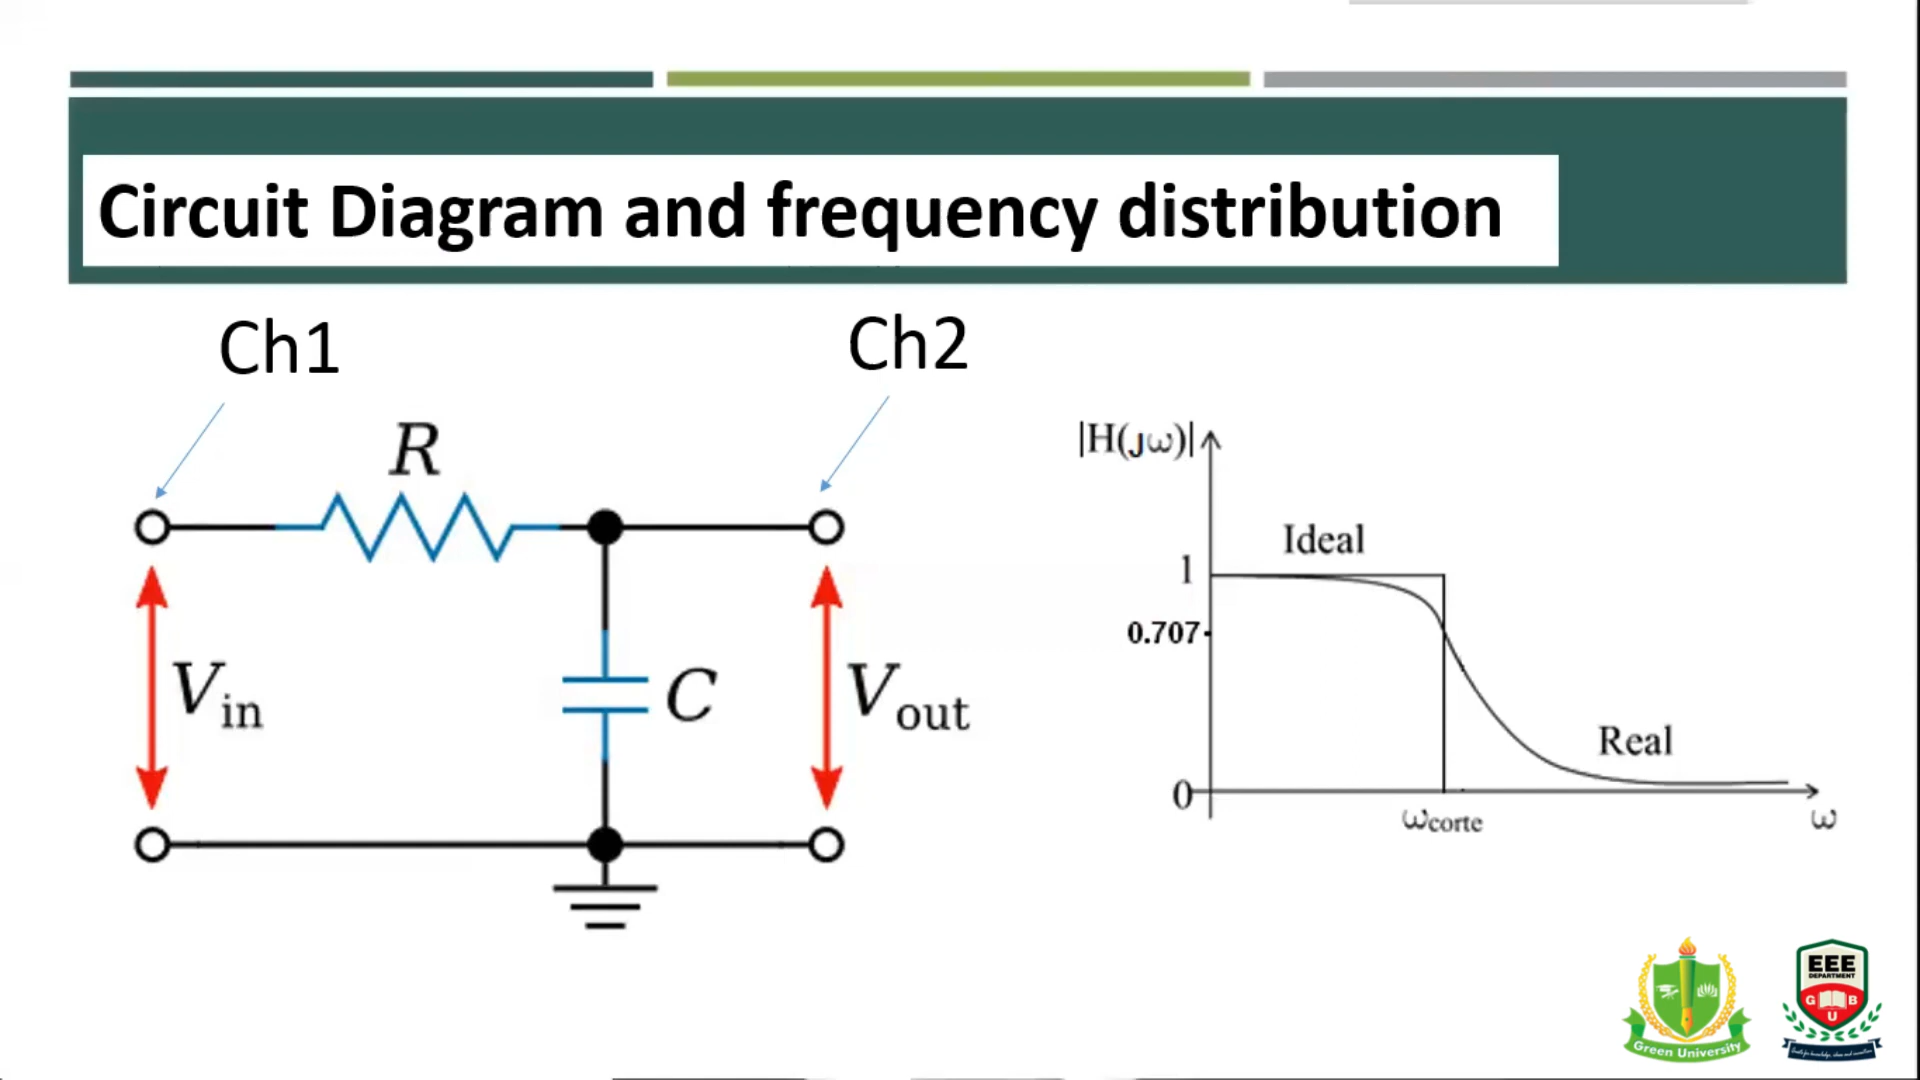 Circuit Diagram and frequency distribution
Ch1
Ch2
R
C
Vin
Vout
|H(ȷω)|
Ideal
1
0.707
Real
0
ωcorte
ω
Green University
EEE
DEPARTMENT
G B
U